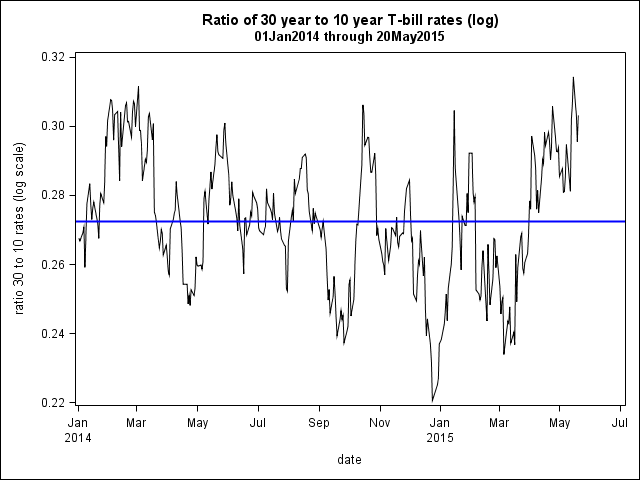 Ratio of 30 year to 10 year T-bill rates (log)
01Jan2014 through 20May2015
ratio 30 to 10 rates (log scale)
0.32
0.30
0.28
0.26
0.24
0.22
Jan Mar May Jul Sep Nov Jan Mar May Jul
2014 2015
date